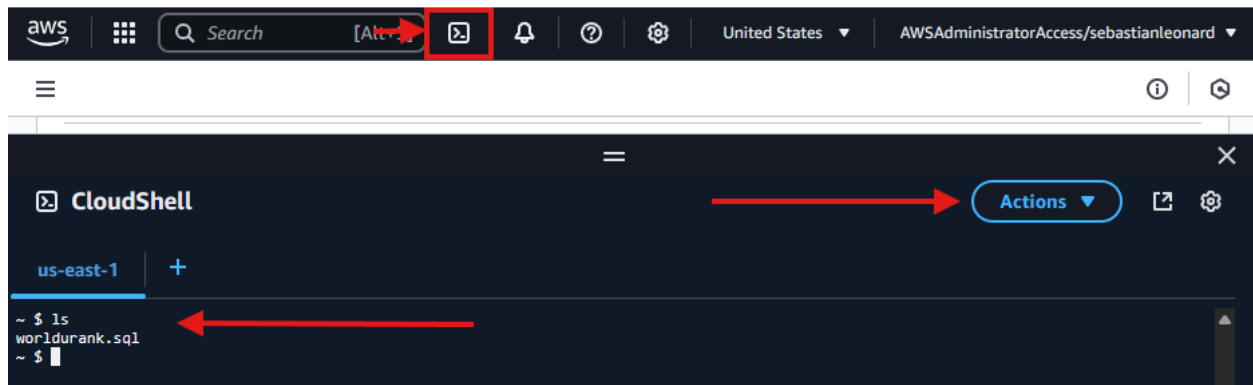 aws Search [Alt+S] United States ▼ AWSAdministratorAccess/sebastianleonard ▼
CloudShell Actions ▼
us-east-1 +
~ $ ls
worldurank.sql
~ $